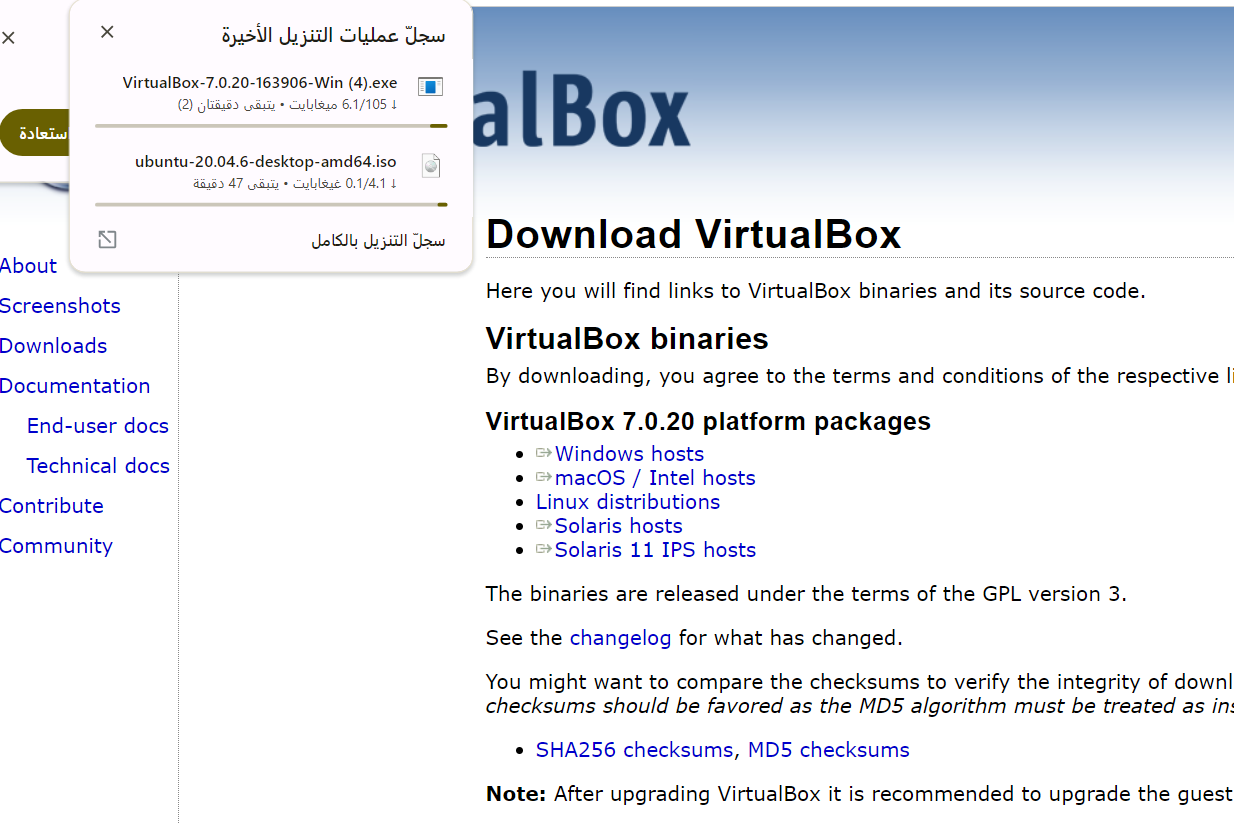 سجلّ عمليات التنزيل الأخيرة
VirtualBox-7.0.20-163906-Win (4).exe
↓ 6.1/105 ميغابايت • يتبقى دقيقتان (2)
ubuntu-20.04.6-desktop-amd64.iso
↓ 0.1/4.1 غيغابايت • يتبقى 47 دقيقة
سجلّ التنزيل بالكامل
ستعادة
alBox
About
Screenshots
Downloads
Documentation
End-user docs
Technical docs
Contribute
Community
Download VirtualBox
Here you will find links to VirtualBox binaries and its source code.
VirtualBox binaries
By downloading, you agree to the terms and conditions of the respective
VirtualBox 7.0.20 platform packages
Windows hosts
macOS / Intel hosts
Linux distributions
Solaris hosts
Solaris 11 IPS hosts
The binaries are released under the terms of the GPL version 3.
See the changelog for what has changed.
You might want to compare the checksums to verify the integrity of downl
checksums should be favored as the MD5 algorithm must be treated as ins
SHA256 checksums, MD5 checksums
Note: After upgrading VirtualBox it is recommended to upgrade the guest